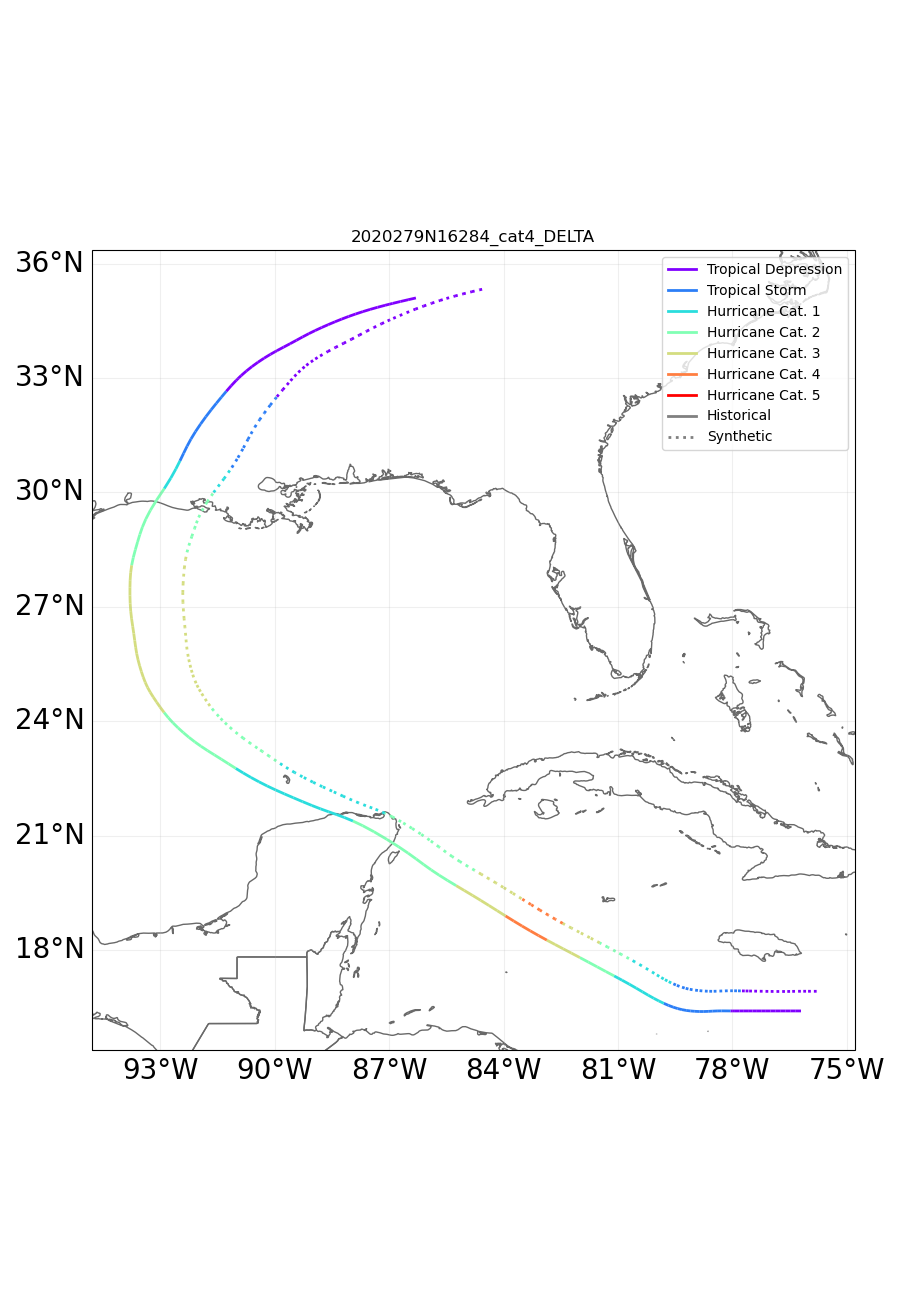 2020279N16284_cat4_DELTA
36°N
33°N
30°N
27°N
24°N
21°N
18°N
Tropical Depression
Tropical Storm
Hurricane Cat. 1
Hurricane Cat. 2
Hurricane Cat. 3
Hurricane Cat. 4
Hurricane Cat. 5
Historical
Synthetic
93°W 90°W 87°W 84°W 81°W 78°W 75°W